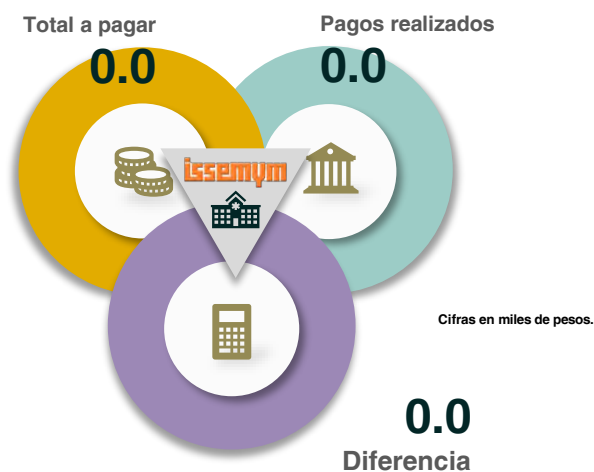 Total a pagar
0.0
Pagos realizados
0.0
issemym
Cifras en miles de pesos.
0.0
Diferencia